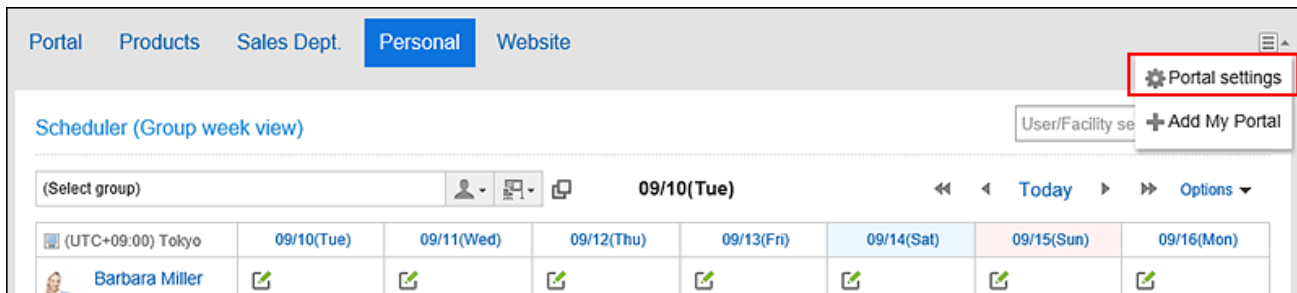 Portal Products Sales Dept. Personal Website
Portal settings
Add My Portal
Scheduler (Group week view)
User/Facility se
(Select group)
09/10(Tue)
Today
Options
(UTC+09:00) Tokyo 09/10(Tue) 09/11(Wed) 09/12(Thu) 09/13(Fri) 09/14(Sat) 09/15(Sun) 09/16(Mon)
Barbara Miller